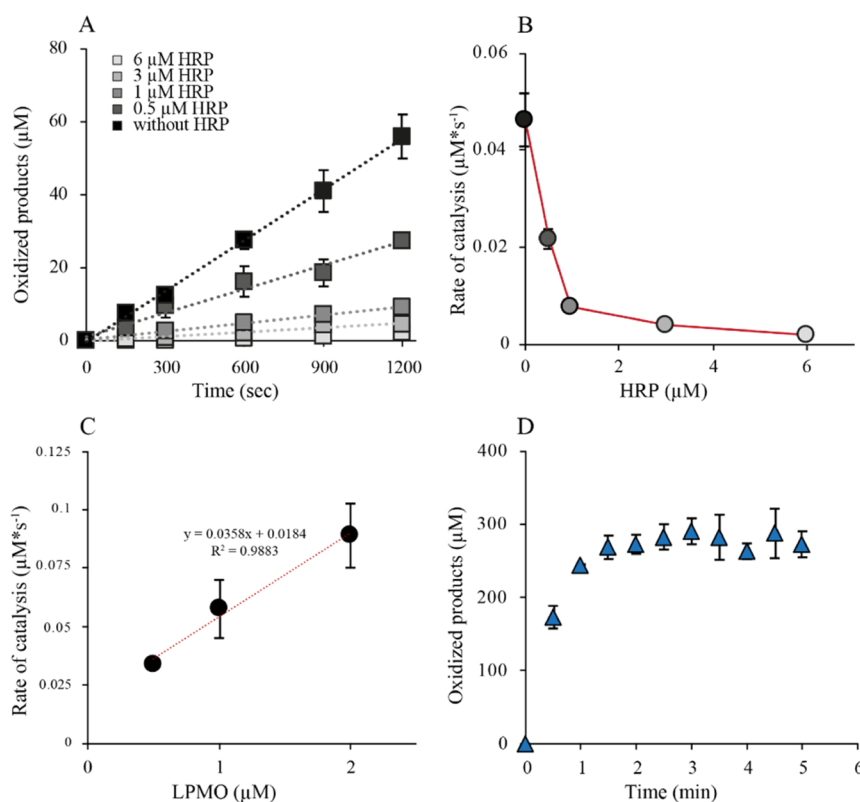 A
80
60
40
20
0
Oxidized products (µM)
6 µM HRP
3 µM HRP
1 µM HRP
0.5 µM HRP
without HRP
0 300 600 900 1200
Time (sec)
B
0.06
0.04
0.02
0
Rate of catalysis (µM*s⁻¹)
0 2 4 6
HRP (µM)
C
0.125
0.1
0.075
0.05
0.025
0
Rate of catalysis (µM*s⁻¹)
y = 0.0358x + 0.0184
R² = 0.9883
0 1 2
LPMO (µM)
D
400
300
200
100
0
Oxidized products (µM)
0 1 2 3 4 5 6
Time (min)